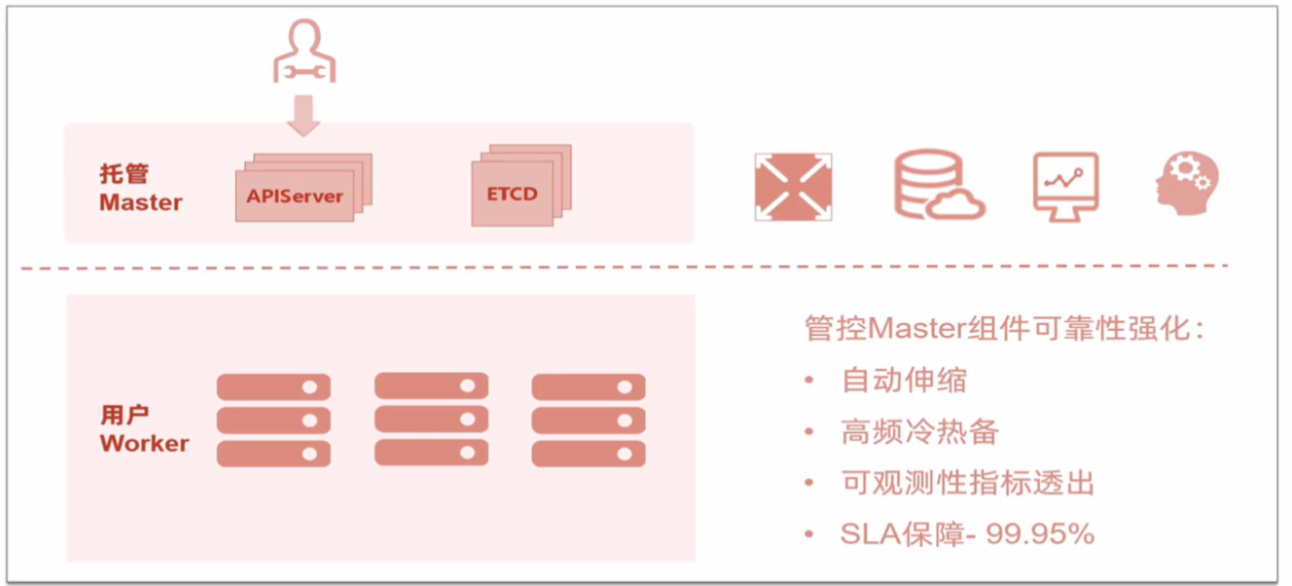 托管
Master
APIServer
ETCD
用户
Worker
管控Master组件可靠性强化：
• 自动伸缩
• 高频冷热备
• 可观测性指标透出
• SLA保障- 99.95%